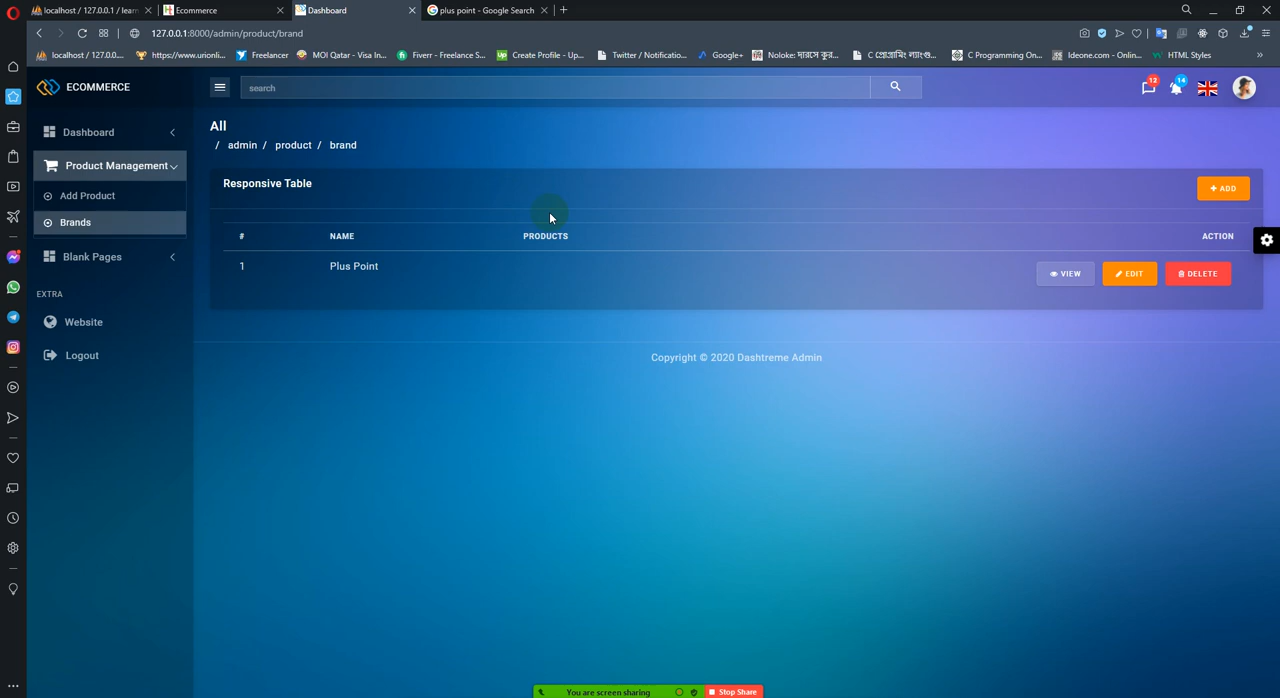 localhost / 127.0.0.1 / lear
Ecommerce
Dashboard
plus point - Google Search
127.0.0.1:8000/admin/product/brand
localhost / 127.0.0....
https://www.urionli...
Freelancer
MOI Qatar - Visa In...
Fiverr - Freelance S...
Create Profile - Up...
Twitter / Notificatio...
Google+
C Programming On...
Ideone.com - Onlin...
HTML Styles
ECOMMERCE
search
12
14
Dashboard
Product Management
Add Product
Brands
Blank Pages
EXTRA
Website
Logout
All
/ admin / product / brand
Responsive Table
+ ADD
# NAME PRODUCTS ACTION
1 Plus Point VIEW EDIT DELETE
Copyright © 2020 Dashtreme Admin
You are screen sharing
Stop Share